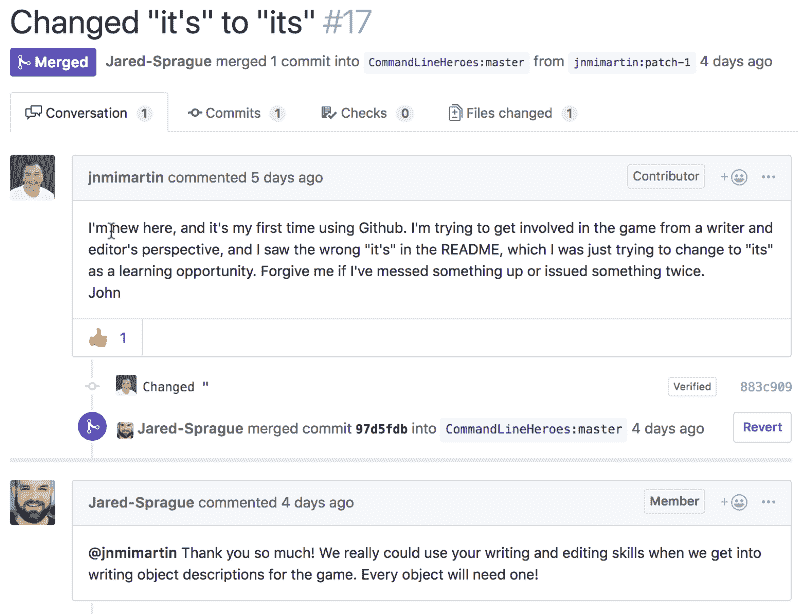 Changed "it's" to "its" #17
Merged Jared-Sprague merged 1 commit into CommandLineHeroes:master from jnmimartin:patch-1 4 days ago
Conversation 1 Commits 1 Checks 0 Files changed 1
jnmimartin commented 5 days ago Contributor
I'm new here, and it's my first time using Github. I'm trying to get involved in the game from a writer and
editor's perspective, and I saw the wrong "it's" in the README, which I was just trying to change to "its"
as a learning opportunity. Forgive me if I've messed something up or issued something twice.
John
1
Changed " Verified 883c909
Jared-Sprague merged commit 97d5fdb into CommandLineHeroes:master 4 days ago Revert
Jared-Sprague commented 4 days ago Member
@jnmimartin Thank you so much! We really could use your writing and editing skills when we get into
writing object descriptions for the game. Every object will need one!